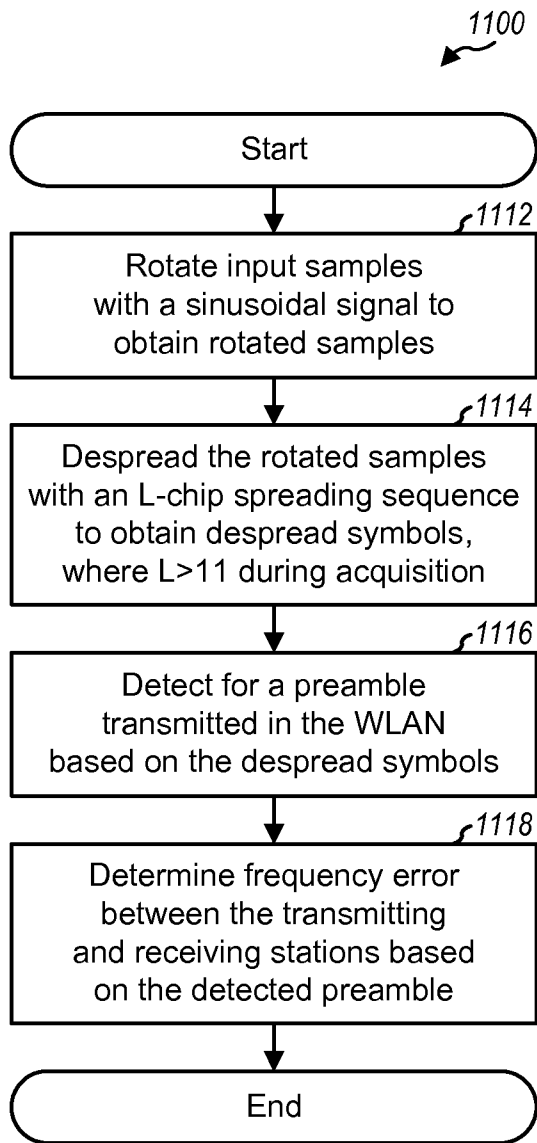 1100
Start
1112
Rotate input samples
with a sinusoidal signal to
obtain rotated samples
1114
Despread the rotated samples
with an L-chip spreading sequence
to obtain despread symbols,
where L>11 during acquisition
1116
Detect for a preamble
transmitted in the WLAN
based on the despread symbols
1118
Determine frequency error
between the transmitting
and receiving stations based
on the detected preamble
End